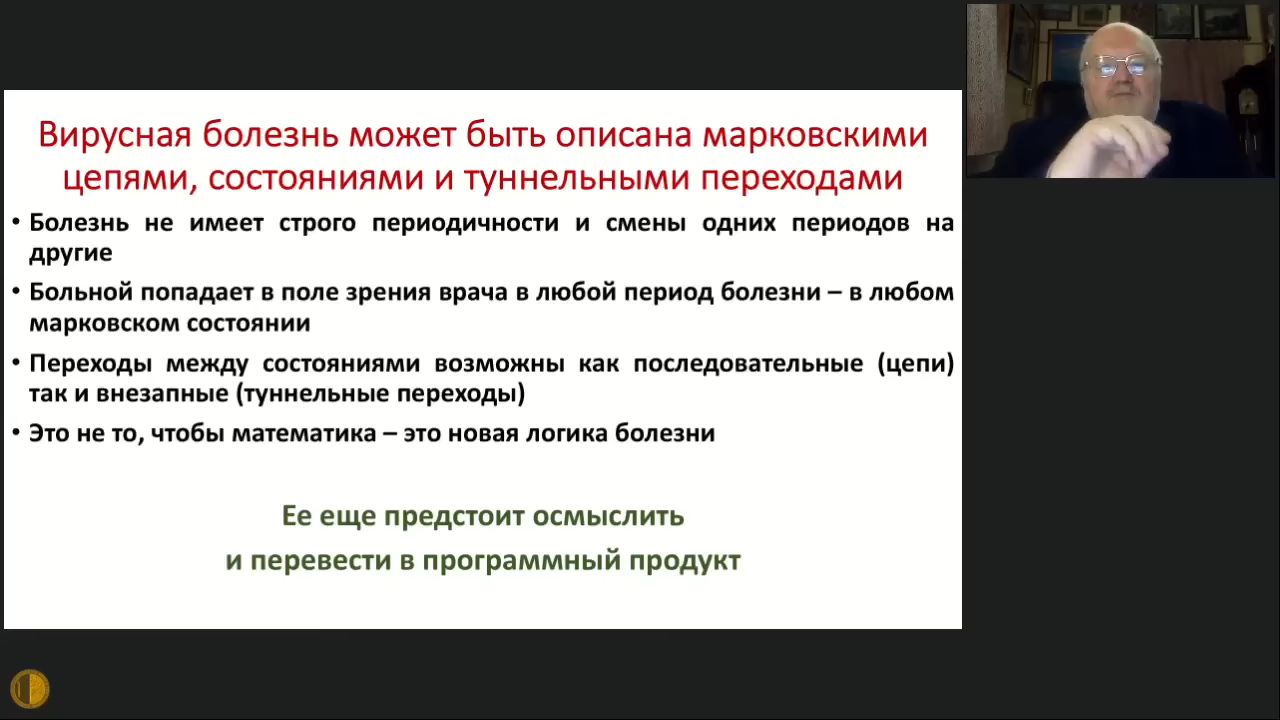 Вирусная болезнь может быть описана марковскими
цепями, состояниями и туннельными переходами
• Болезнь не имеет строго периодичности и смены одних периодов на
другие
• Больной попадает в поле зрения врача в любой период болезни – в любом
марковском состоянии
• Переходы между состояниями возможны как последовательные (цепи)
так и внезапные (туннельные переходы)
• Это не то, чтобы математика – это новая логика болезни
Ее еще предстоит осмыслить
и перевести в программный продукт